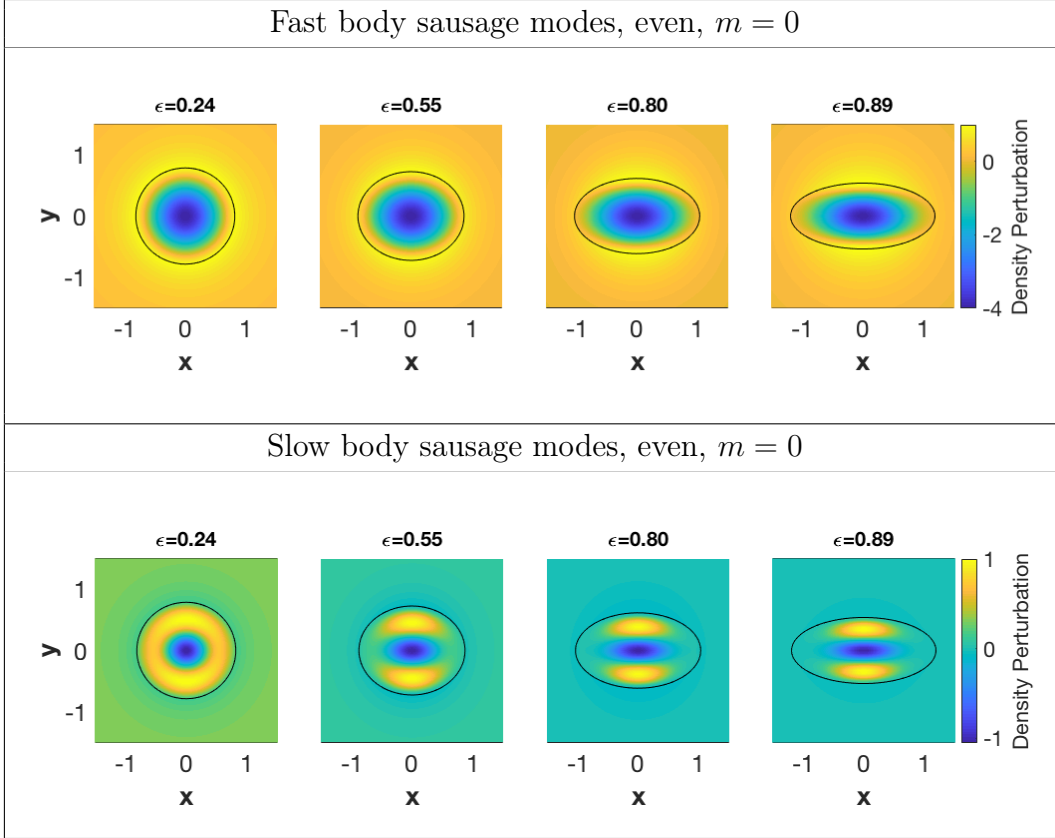 Fast body sausage modes, even, m = 0
ϵ=0.24 ϵ=0.55 ϵ=0.80 ϵ=0.89
1
0
-1
y
-1 0 1 -1 0 1 -1 0 1 -1 0 1
x x x x
0
-2
-4
Density Perturbation
Slow body sausage modes, even, m = 0
ϵ=0.24 ϵ=0.55 ϵ=0.80 ϵ=0.89
1
0
-1
y
-1 0 1 -1 0 1 -1 0 1 -1 0 1
x x x x
1
0
-1
Density Perturbation